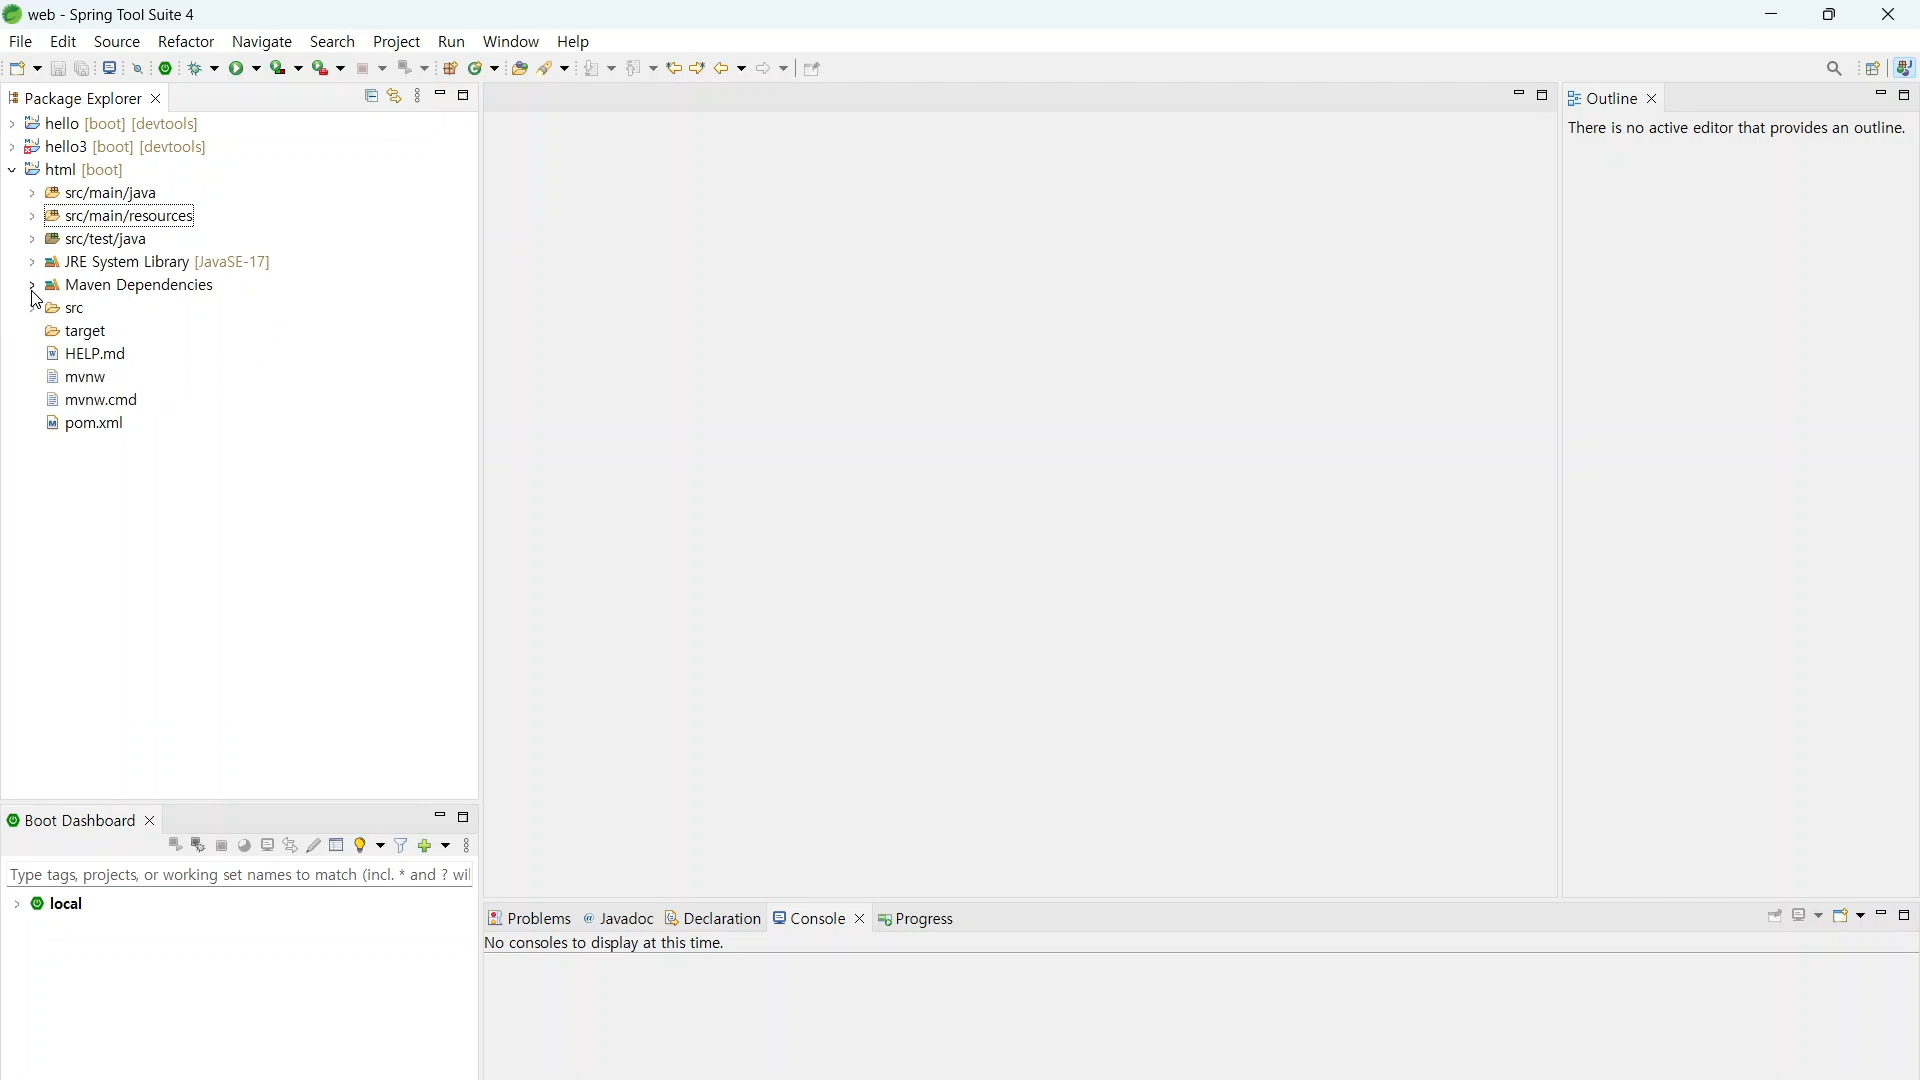 web - Spring Tool Suite 4
File Edit Source Refactor Navigate Search Project Run Window Help
Package Explorer
hello [boot] [devtools]
hello3 [boot] [devtools]
html [boot]
src/main/java
src/main/resources
src/test/java
JRE System Library [JavaSE-17]
Maven Dependencies
src
target
HELP.md
mvnw
mvnw.cmd
pom.xml
Outline
There is no active editor that provides an outline.
Boot Dashboard
Type tags, projects, or working set names to match (incl. * and ? wil
local
Problems Javadoc Declaration Console Progress
No consoles to display at this time.